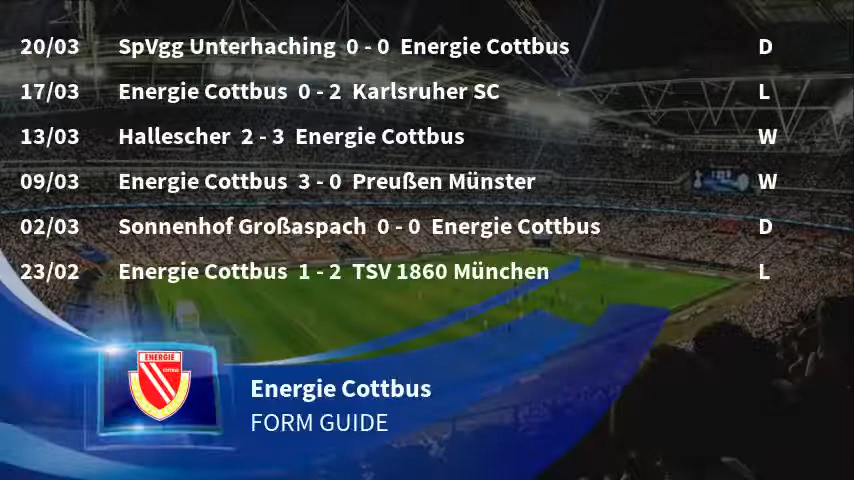 20/03 SpVgg Unterhaching 0 - 0 Energie Cottbus D
17/03 Energie Cottbus 0 - 2 Karlsruher SC L
13/03 Hallescher 2 - 3 Energie Cottbus W
09/03 Energie Cottbus 3 - 0 Preußen Münster W
02/03 Sonnenhof Großaspach 0 - 0 Energie Cottbus D
23/02 Energie Cottbus 1 - 2 TSV 1860 München L
ENERGIE
Energie Cottbus
FORM GUIDE